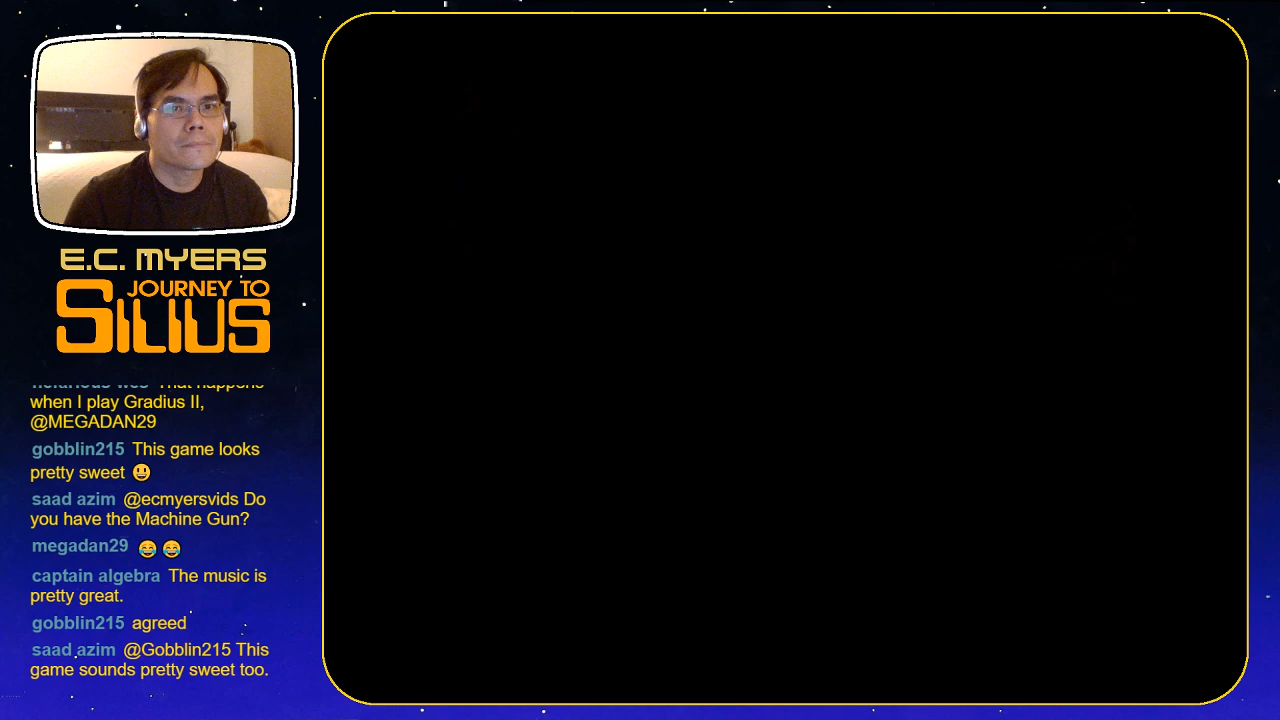 E.C. MYERS
JOURNEY TO
SILIUS
when I play Gradius II,
@MEGADAN29
gobblin215 This game looks
pretty sweet 😃
saad azim @ecmyersvids Do
you have the Machine Gun?
megadan29 😂 😂
captain algebra The music is
pretty great.
gobblin215 agreed
saad azim @Gobblin215 This
game sounds pretty sweet too.